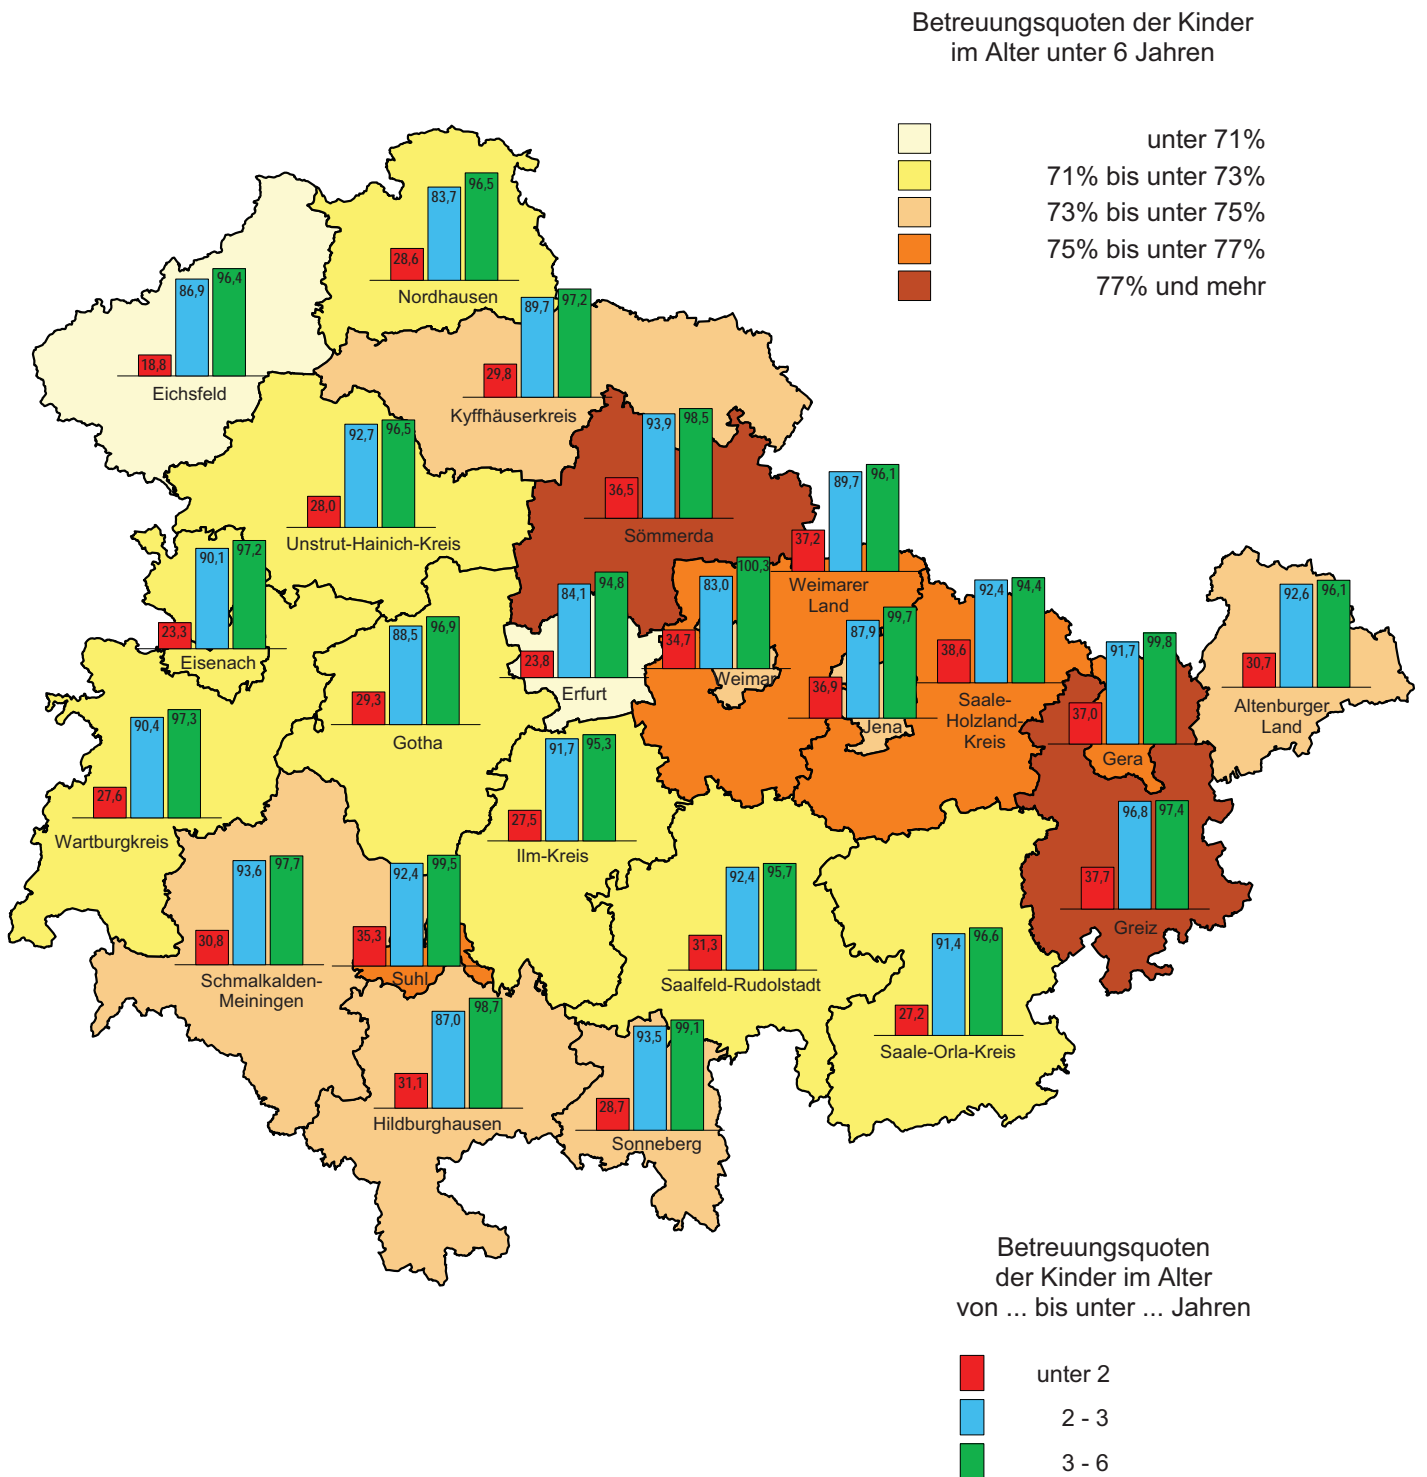 Betreuungsquoten der Kinder
im Alter unter 6 Jahren
unter 71%
71% bis unter 73%
73% bis unter 75%
75% bis unter 77%
77% und mehr
28,6 83,7 96,5
Nordhausen
18,8 86,9 96,4
Eichsfeld
29,8 89,7 97,2
Kyffhäuserkreis
28,0 92,7 96,5
Unstrut-Hainich-Kreis
36,5 93,9 98,5
Sömmerda
37,2 89,7 96,1
Weimarer
Land
23,3 90,1 97,2
Eisenach
29,3 88,5 96,9
Gotha
23,8 84,1 94,8
Erfurt
34,7 83,0 100,3
Weimar
36,9 87,9 99,7
Jena
38,6 92,4 94,4
Saale-
Holzland-
Kreis
37,0 91,7 99,8
Gera
30,7 92,6 96,1
Altenburger
Land
27,6 90,4 97,3
Wartburgkreis
27,5 91,7 95,3
Ilm-Kreis
37,7 96,8 97,4
Greiz
30,8 93,6 97,7
Schmalkalden-
Meiningen
35,3 92,4 99,5
Suhl
31,3 92,4 95,7
Saalfeld-Rudolstadt
27,2 91,4 96,6
Saale-Orla-Kreis
31,1 87,0 98,7
Hildburghausen
28,7 93,5 99,1
Sonneberg
Betreuungsquoten
der Kinder im Alter
von ... bis unter ... Jahren
unter 2
2 - 3
3 - 6